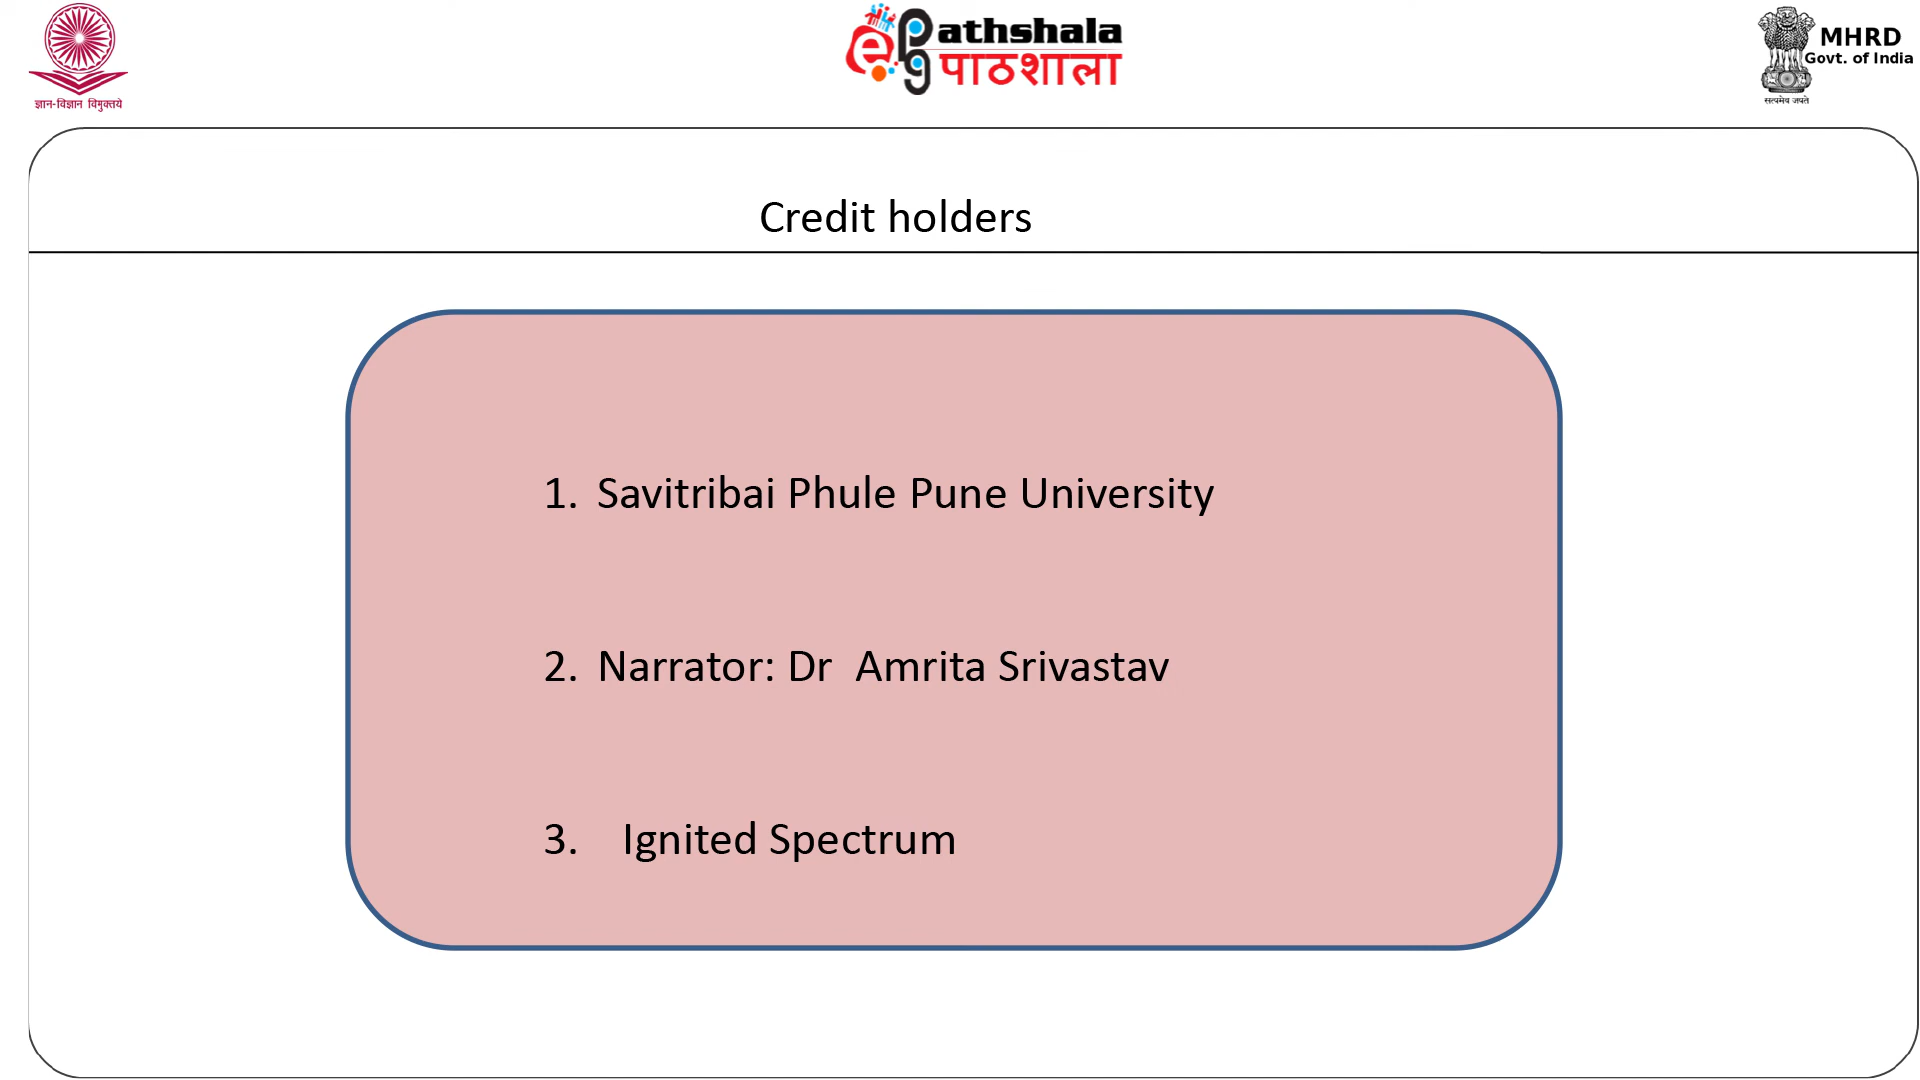 ज्ञान-विज्ञान विमुक्तये
e pg Pathshala
पाठशाला
MHRD
Govt. of India
सत्यमेव जयते
Credit holders
1. Savitribai Phule Pune University
2. Narrator: Dr  Amrita Srivastav
3. Ignited Spectrum